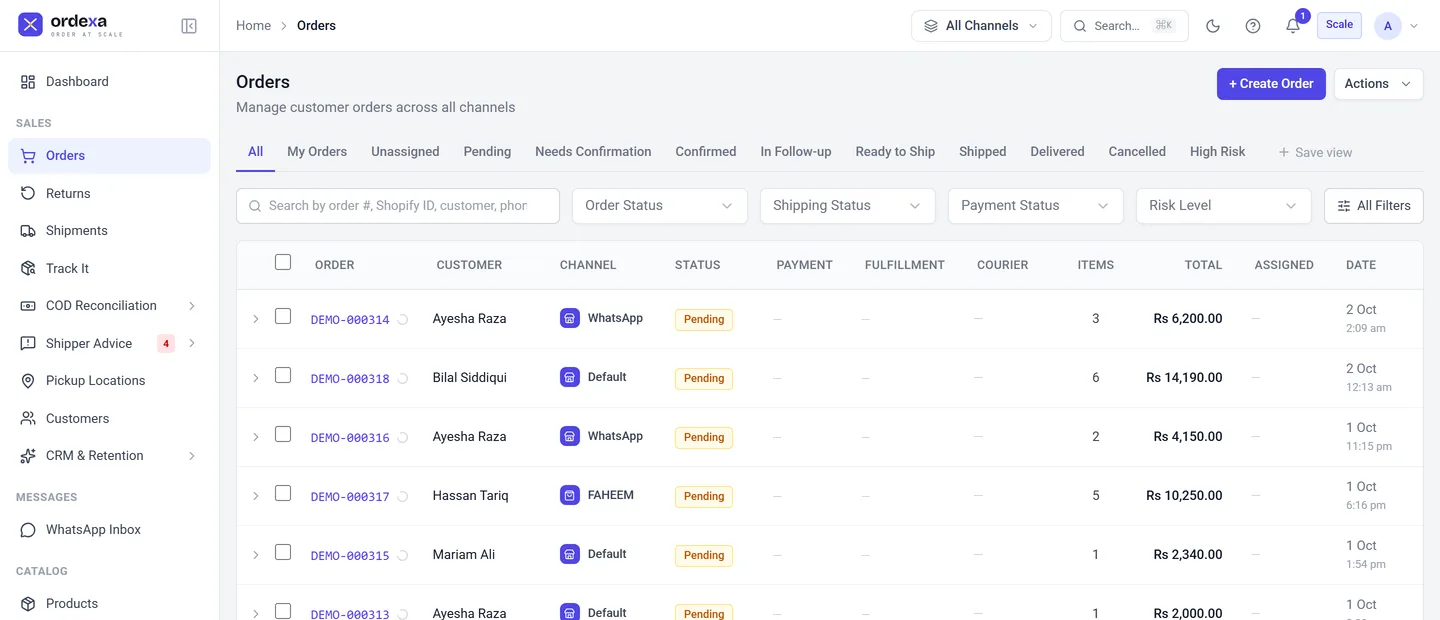 ordexa
ORDER AT SCALE
Home > Orders
All Channels
Search... ⌘K
1
Scale
A
Dashboard
SALES
Orders
Returns
Shipments
Track It
COD Reconciliation
Shipper Advice 4
Pickup Locations
Customers
CRM & Retention
MESSAGES
WhatsApp Inbox
CATALOG
Products
Orders
Manage customer orders across all channels
+ Create Order
Actions
All My Orders Unassigned Pending Needs Confirmation Confirmed In Follow-up Ready to Ship Shipped Delivered Cancelled High Risk + Save view
Search by order #, Shopify ID, customer, phor
Order Status
Shipping Status
Payment Status
Risk Level
All Filters
ORDER CUSTOMER CHANNEL STATUS PAYMENT FULFILLMENT COURIER ITEMS TOTAL ASSIGNED DATE
DEMO-000314 Ayesha Raza WhatsApp Pending — — — 3 Rs 6,200.00 — 2 Oct
2:09 am
DEMO-000318 Bilal Siddiqui Default Pending — — — 6 Rs 14,190.00 — 2 Oct
12:13 am
DEMO-000316 Ayesha Raza WhatsApp Pending — — — 2 Rs 4,150.00 — 1 Oct
11:15 pm
DEMO-000317 Hassan Tariq FAHEEM Pending — — — 5 Rs 10,250.00 — 1 Oct
6:16 pm
DEMO-000315 Mariam Ali Default Pending — — — 1 Rs 2,340.00 — 1 Oct
1:54 pm
DEMO-000313 Ayesha Raza Default Pending — — — 1 Rs 2,000.00 — 1 Oct